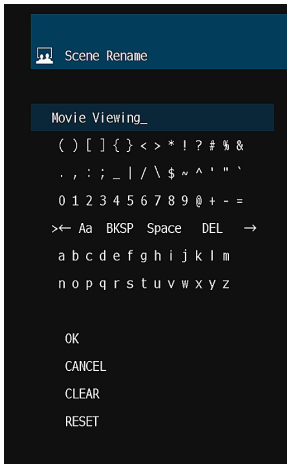 Scene Rename
Movie Viewing_
( ) [ ] { } < > * ! ? # % &
. , : ; _ | / \ $ ~ ^ ' " `
0 1 2 3 4 5 6 7 8 9 @ + - =
>← Aa BKSP Space DEL →
a b c d e f g h i j k l m
n o p q r s t u v w x y z
OK
CANCEL
CLEAR
RESET